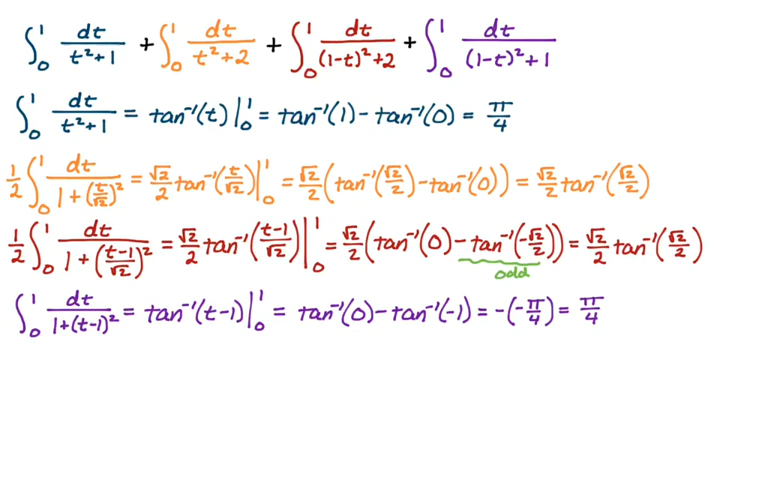 ∫₀¹ dt/(t²+1) + ∫₀¹ dt/(t²+2) + ∫₀¹ dt/((1-t)²+2) + ∫₀¹ dt/((1-t)²+1)
∫₀¹ dt/(t²+1) = tan⁻¹(t)|₀¹ = tan⁻¹(1) - tan⁻¹(0) = π/4
1/2 ∫₀¹ dt/(1+(t/√2)²) = √2/2 tan⁻¹(t/√2)|₀¹ = √2/2 (tan⁻¹(√2/2) - tan⁻¹(0)) = √2/2 tan⁻¹(√2/2)
1/2 ∫₀¹ dt/(1+((t-1)/√2)²) = √2/2 tan⁻¹((t-1)/√2)|₀¹ = √2/2 (tan⁻¹(0) - tan⁻¹(-√2/2)) = √2/2 tan⁻¹(√2/2)
odd
∫₀¹ dt/(1+(t-1)²) = tan⁻¹(t-1)|₀¹ = tan⁻¹(0) - tan⁻¹(-1) = -(-π/4) = π/4